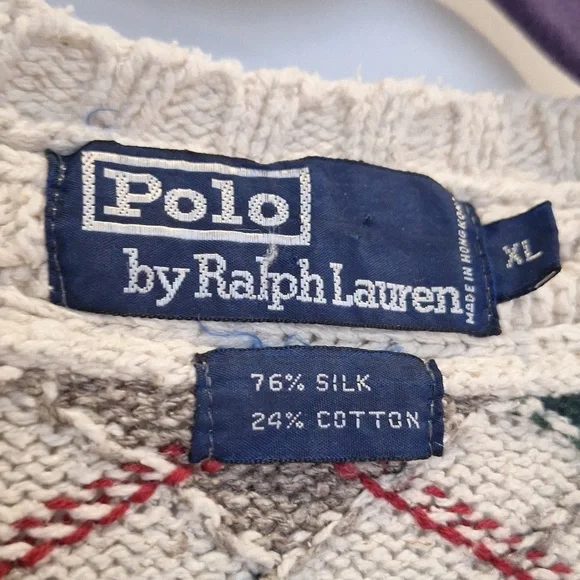 Polo
by Ralph Lauren
MADE IN HONG KONG
XL
76% SILK
24% COTTON